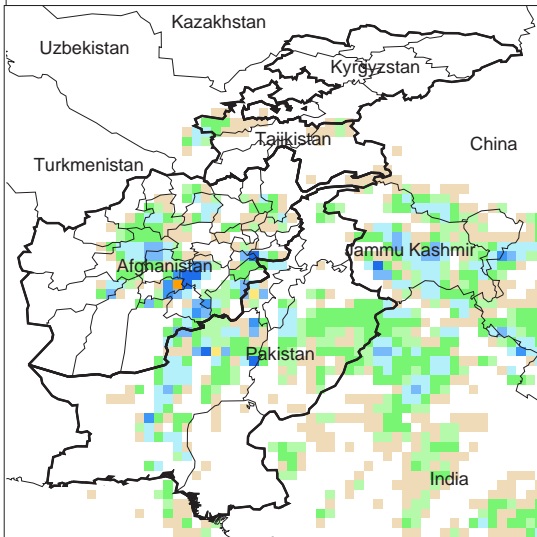 Kazakhstan
Uzbekistan
Kyrgyzstan
Tajikistan
China
Turkmenistan
Jammu Kashmir
Afghanistan
Pakistan
India